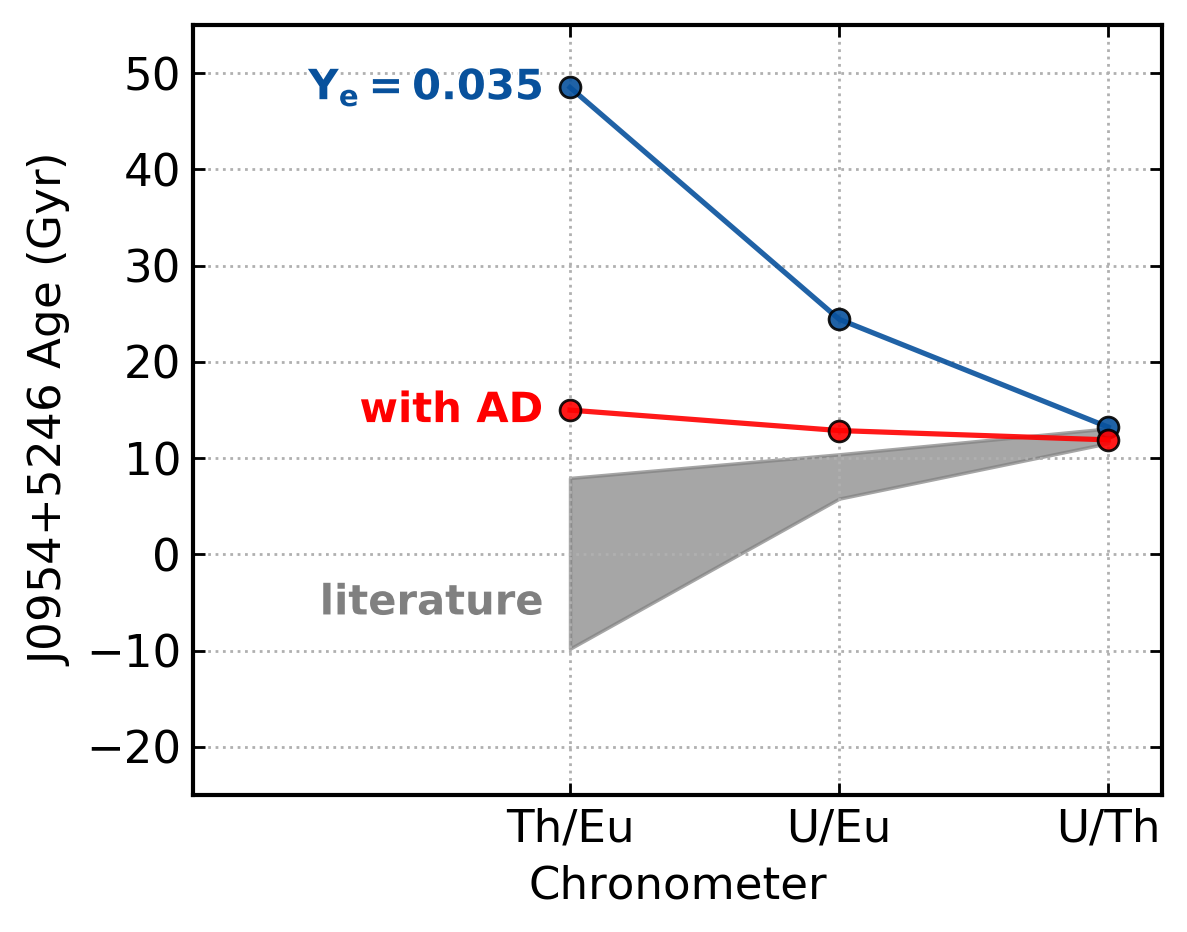 50
40
30
20
10
0
−10
−20
J0954+5246 Age (Gyr)
Yₑ = 0.035
with AD
literature
Th/Eu U/Eu U/Th
Chronometer